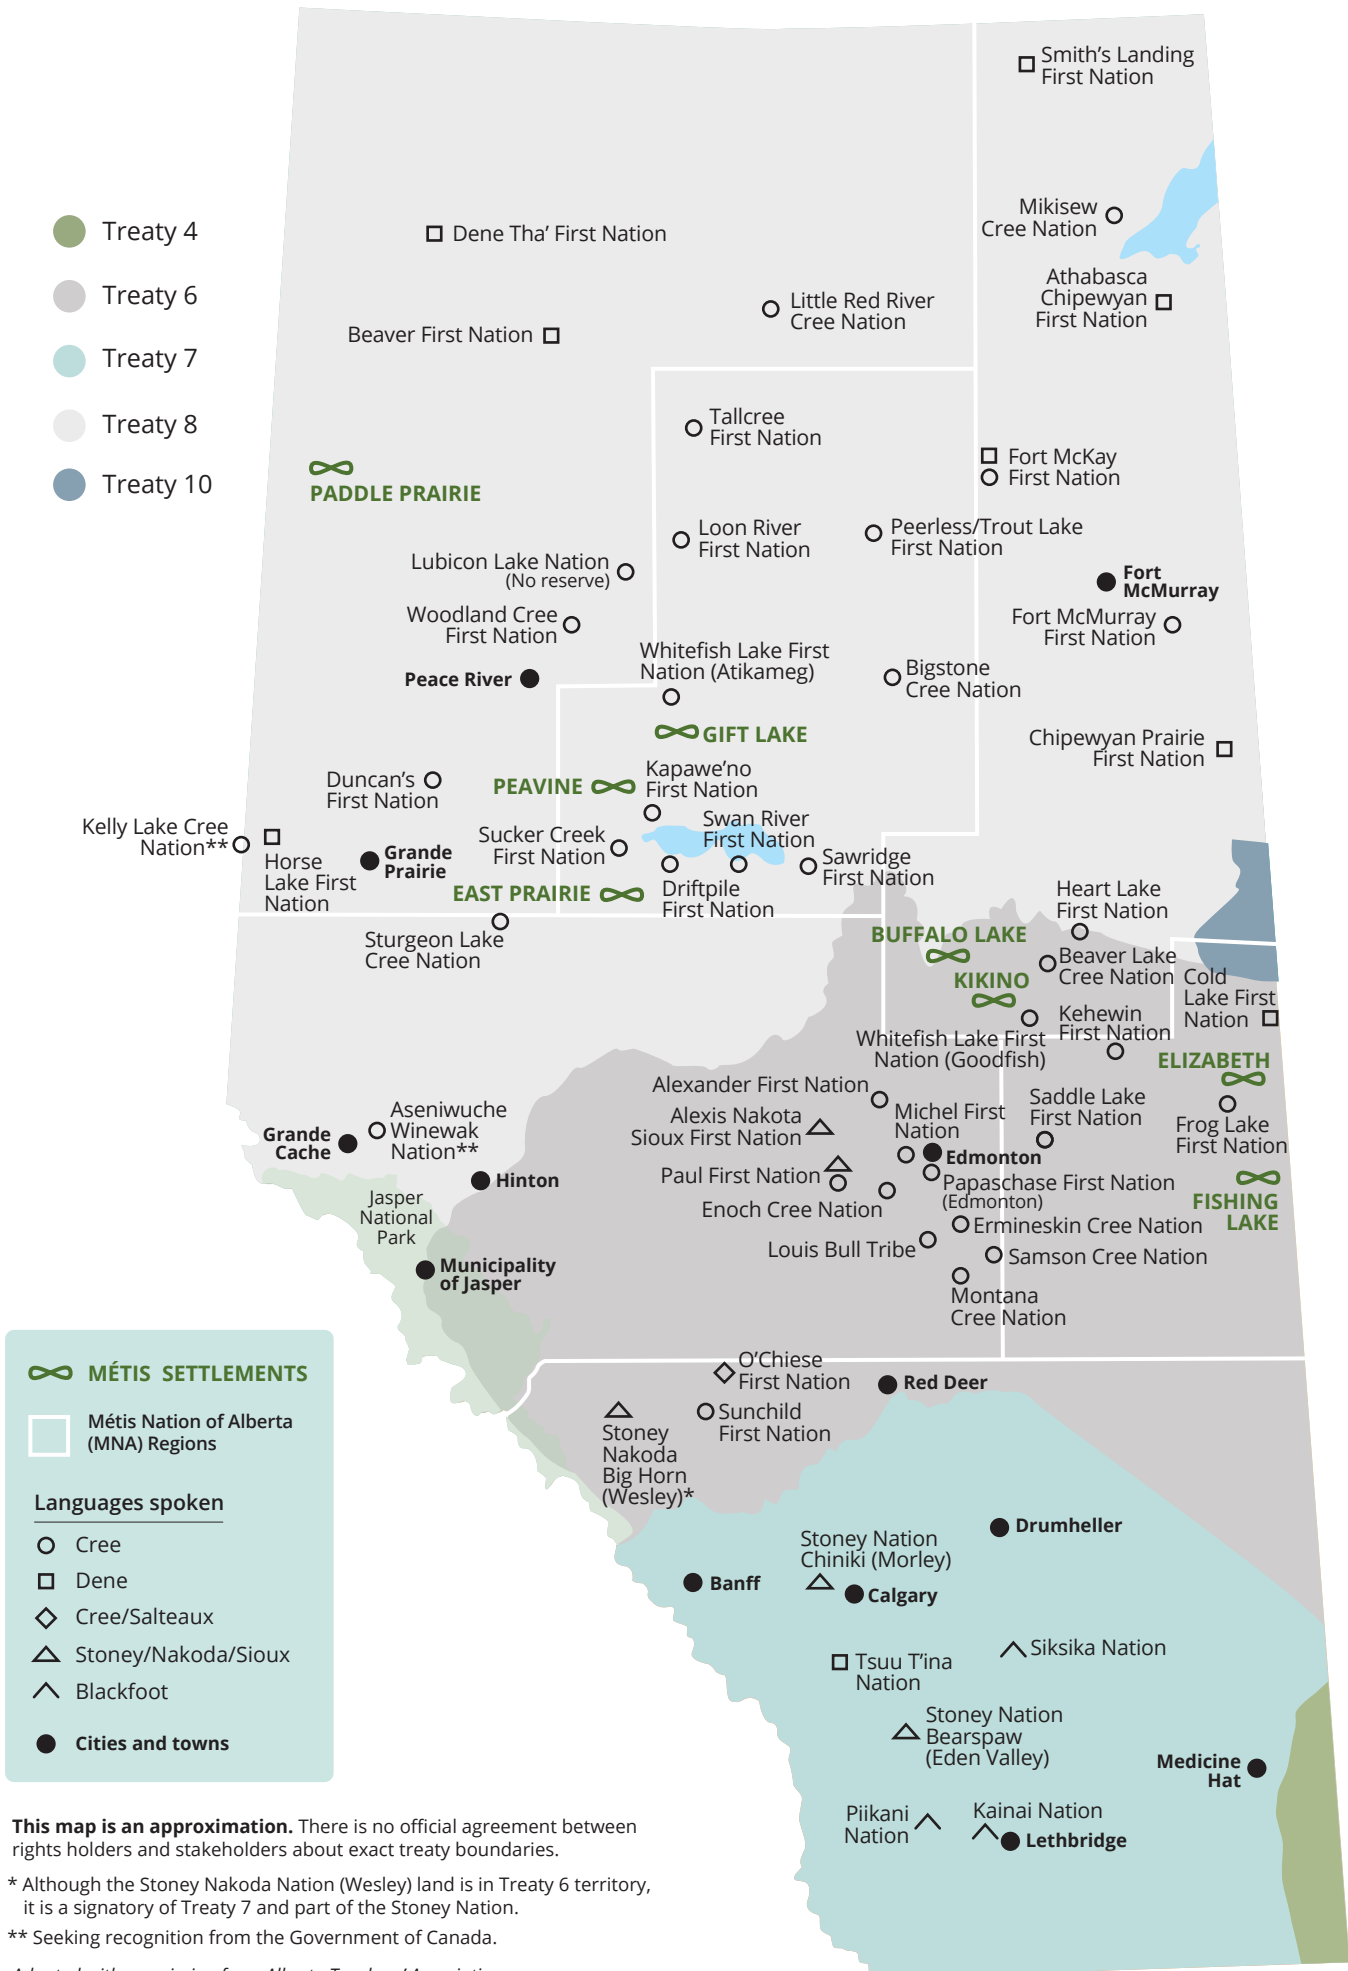 Smith's Landing
First Nation
Mikisew
Cree Nation
Treaty 4
Dene Tha' First Nation
Athabasca
Chipewyan
First Nation
Treaty 6
Little Red River
Cree Nation
Beaver First Nation
Treaty 7
Treaty 8
Tallcree
First Nation
Fort McKay
First Nation
Treaty 10
PADDLE PRAIRIE
Loon River
First Nation
Peerless/Trout Lake
First Nation
Lubicon Lake Nation
(No reserve)
Fort
McMurray
Woodland Cree
First Nation
Fort McMurray
First Nation
Whitefish Lake First
Nation (Atikameg)
Peace River
Bigstone
Cree Nation
GIFT LAKE
Chipewyan Prairie
First Nation
Kapawe'no
First Nation
Duncan's
First Nation
PEAVINE
Kelly Lake Cree
Nation**
Swan River
First Nation
Sucker Creek
First Nation
Horse
Lake First
Nation
Grande
Prairie
Sawridge
First Nation
EAST PRAIRIE
Driftpile
First Nation
Heart Lake
First Nation
Sturgeon Lake
Cree Nation
BUFFALO LAKE
Beaver Lake
Cree Nation
KIKINO
Cold
Lake First
Nation
Kehewin
First Nation
Whitefish Lake First
Nation (Goodfish)
ELIZABETH
Alexander First Nation
Saddle Lake
First Nation
Aseniwuche
Winewak
Nation**
Alexis Nakota
Sioux First Nation
Michel First
Nation
Frog Lake
First Nation
Grande
Cache
Edmonton
Hinton
Paul First Nation
Papaschase First Nation
(Edmonton)
Jasper
National
Park
Enoch Cree Nation
FISHING
LAKE
Ermineskin Cree Nation
Louis Bull Tribe
Samson Cree Nation
Municipality
of Jasper
Montana
Cree Nation
MÉTIS SETTLEMENTS
O'Chiese
First Nation
Red Deer
Métis Nation of Alberta
(MNA) Regions
Sunchild
First Nation
Stoney
Nakoda
Big Horn
(Wesley)*
Languages spoken
Cree
Dene
Cree/Salteaux
Stoney/Nakoda/Sioux
Blackfoot
Cities and towns
Drumheller
Stoney Nation
Chiniki (Morley)
Banff
Calgary
Siksika Nation
Tsuu T'ina
Nation
Stoney Nation
Bearspaw
(Eden Valley)
Medicine
Hat
Piikani
Nation
Kainai Nation
Lethbridge
This map is an approximation. There is no official agreement between
rights holders and stakeholders about exact treaty boundaries.
* Although the Stoney Nakoda Nation (Wesley) land is in Treaty 6 territory,
it is a signatory of Treaty 7 and part of the Stoney Nation.
** Seeking recognition from the Government of Canada.